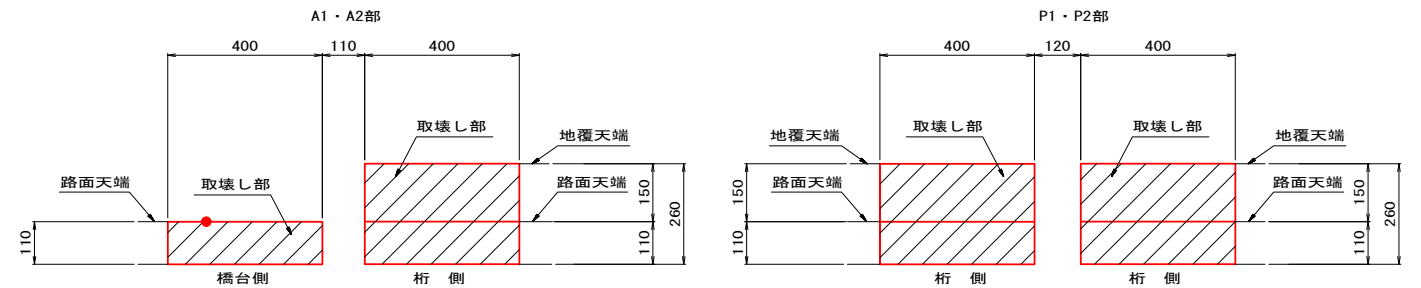 A1・A2部
400
110
400
取壊し部
地覆天端
路面天端
取壊し部
路面天端
110
150
110
260
橋台側
桁 側
P1・P2部
400
120
400
地覆天端
取壊し部
取壊し部
地覆天端
路面天端
路面天端
150
110
150
110
260
桁 側
桁 側